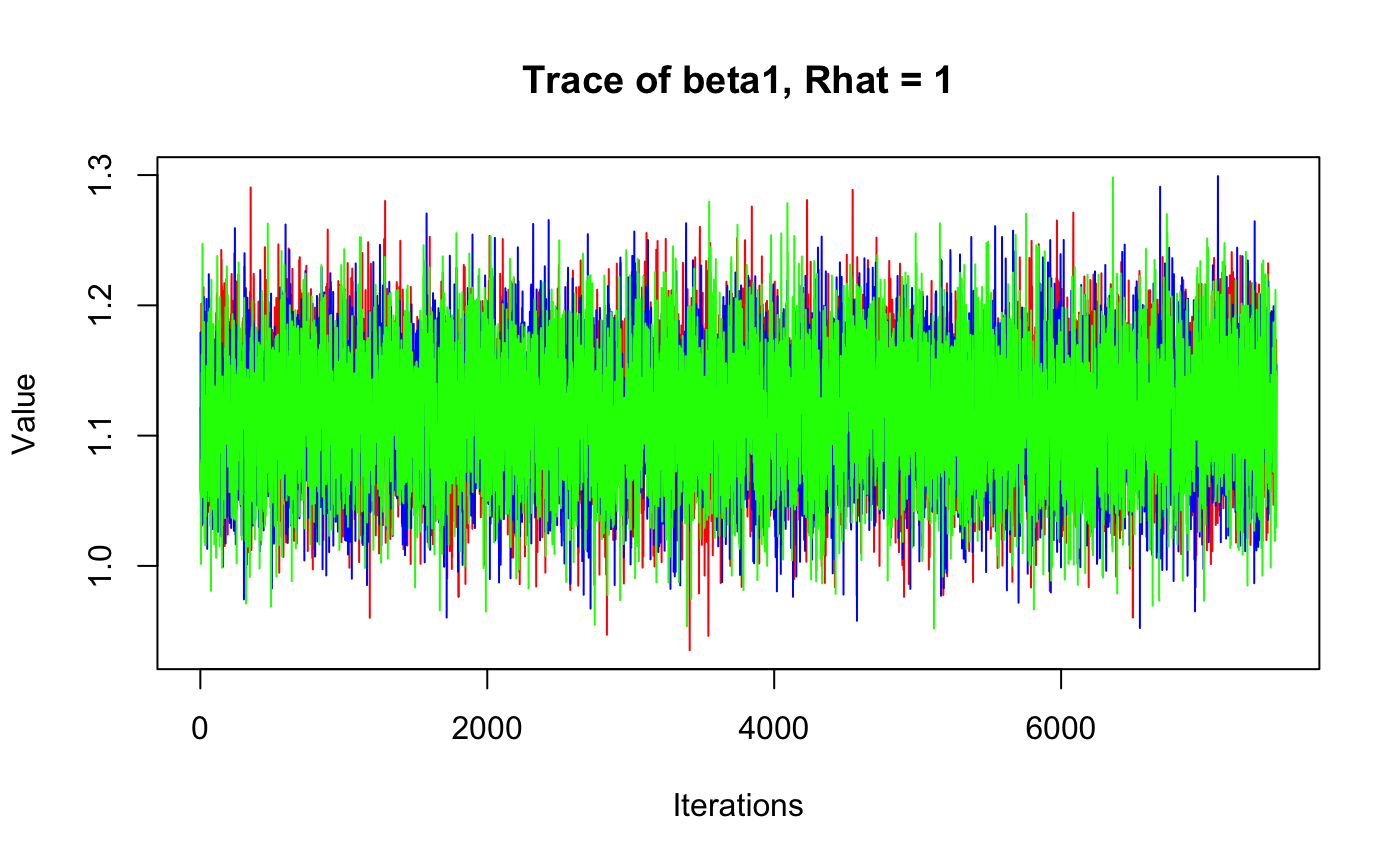 Trace of beta1, Rhat = 1
1.3
1.2
1.1
1.0
Value
0 2000 4000 6000
Iterations